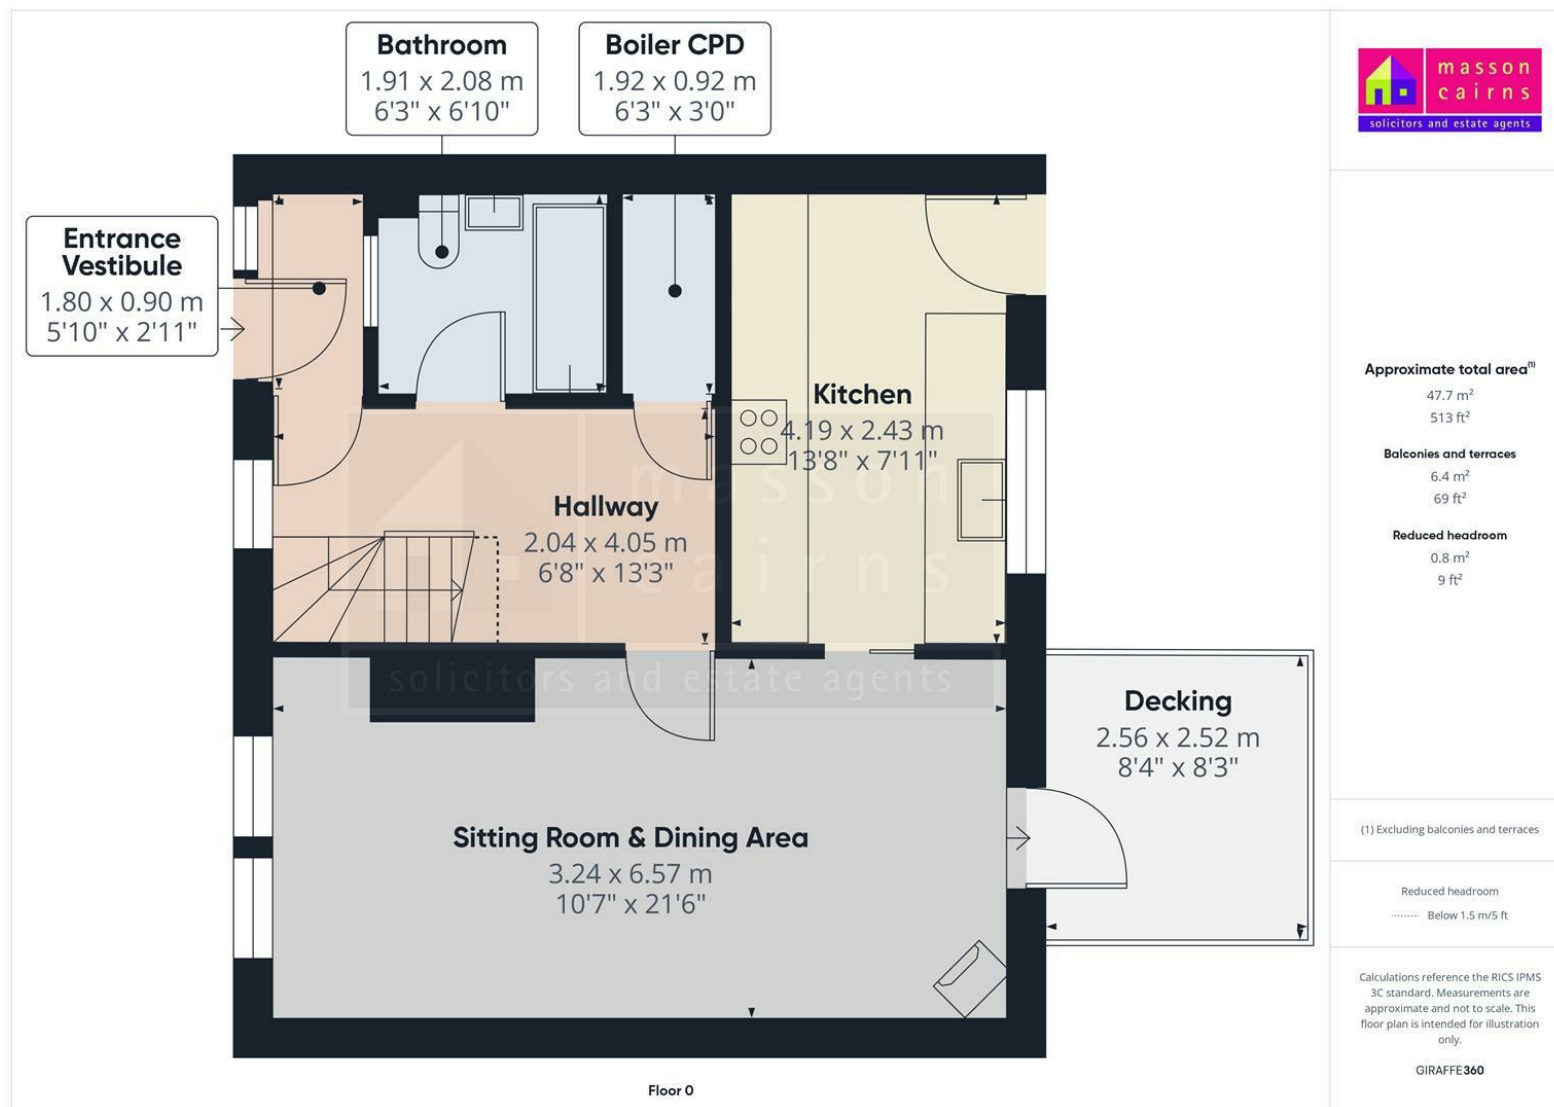 Bathroom
1.91 x 2.08 m
6'3" x 6'10"
Boiler CPD
1.92 x 0.92 m
6'3" x 3'0"
Entrance
Vestibule
1.80 x 0.90 m
5'10" x 2'11"
Kitchen
4.19 x 2.43 m
13'8" x 7'11"
Hallway
2.04 x 4.05 m
6'8" x 13'3"
masson
cairns
solicitors and estate agents
Decking
2.56 x 2.52 m
8'4" x 8'3"
Sitting Room & Dining Area
3.24 x 6.57 m
10'7" x 21'6"
Floor 0
masson
cairns
solicitors and estate agents
Approximate total area(1)
47.7 m²
513 ft²
Balconies and terraces
6.4 m²
69 ft²
Reduced headroom
0.8 m²
9 ft²
(1) Excluding balconies and terraces
Reduced headroom
Below 1.5 m/5 ft
Calculations reference the RICS IPMS
3C standard. Measurements are
approximate and not to scale. This
floor plan is intended for illustration
only.
GIRAFFE360